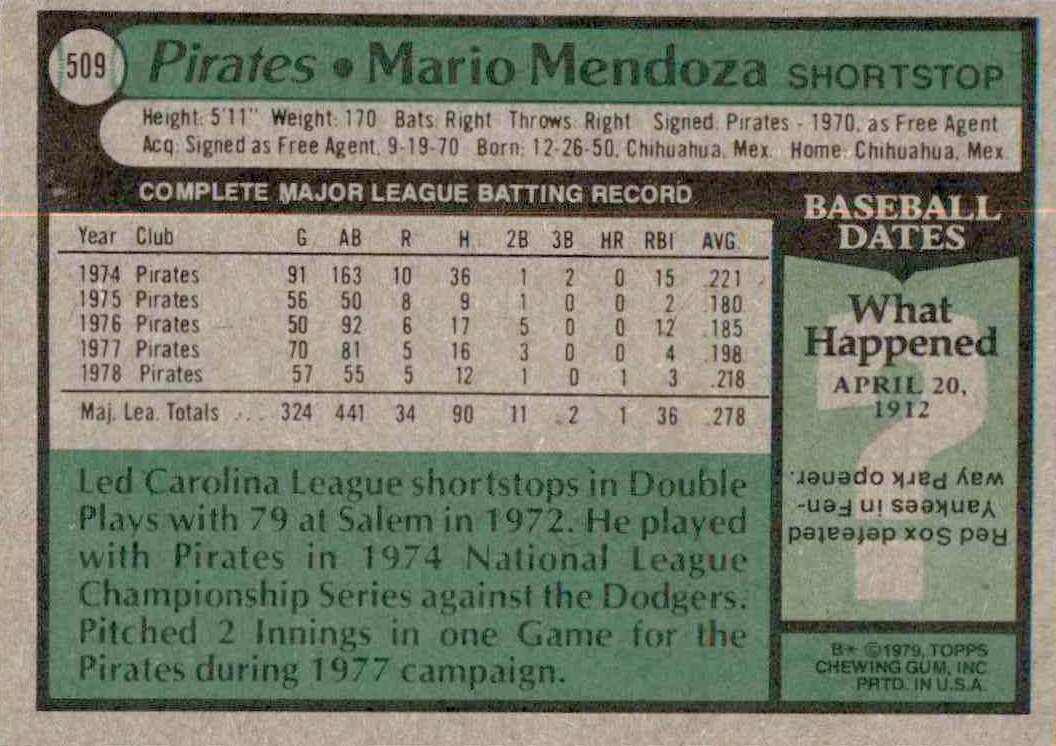 509 Pirates • Mario Mendoza SHORTSTOP
Height: 5'11" Weight: 170 Bats: Right Throws: Right Signed: Pirates - 1970, as Free Agent
Acq: Signed as Free Agent, 9-19-70 Born: 12-26-50, Chihuahua, Mex. Home: Chihuahua, Mex.
COMPLETE MAJOR LEAGUE BATTING RECORD
Year Club G AB R H 2B 3B HR RBI AVG.
1974 Pirates 91 163 10 36 1 2 0 15 .221
1975 Pirates 56 50 8 9 1 0 0 2 .180
1976 Pirates 50 92 6 17 5 0 0 12 .185
1977 Pirates 70 81 5 16 3 0 0 4 .198
1978 Pirates 57 55 5 12 1 0 1 3 .218
Maj. Lea. Totals ... 324 441 34 90 11 2 1 36 .278
Led Carolina League shortstops in Double
Plays with 79 at Salem in 1972. He played
with Pirates in 1974 National League
Championship Series against the Dodgers.
Pitched 2 Innings in one Game for the
Pirates during 1977 campaign.
BASEBALL
DATES
What
Happened
APRIL 20,
1912
Red Sox defeated
Yankees in Fen-
way Park opener.
B* ©1979, TOPPS
CHEWING GUM, INC
PRTD. IN U.S.A.